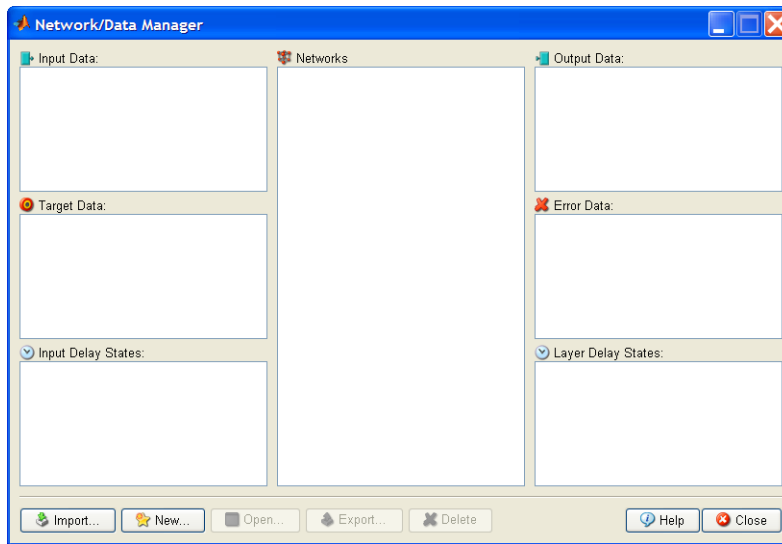 Network/Data Manager
Input Data:
Networks
Output Data:
Target Data:
Error Data:
Input Delay States:
Layer Delay States:
Import... New... Open... Export... Delete Help Close